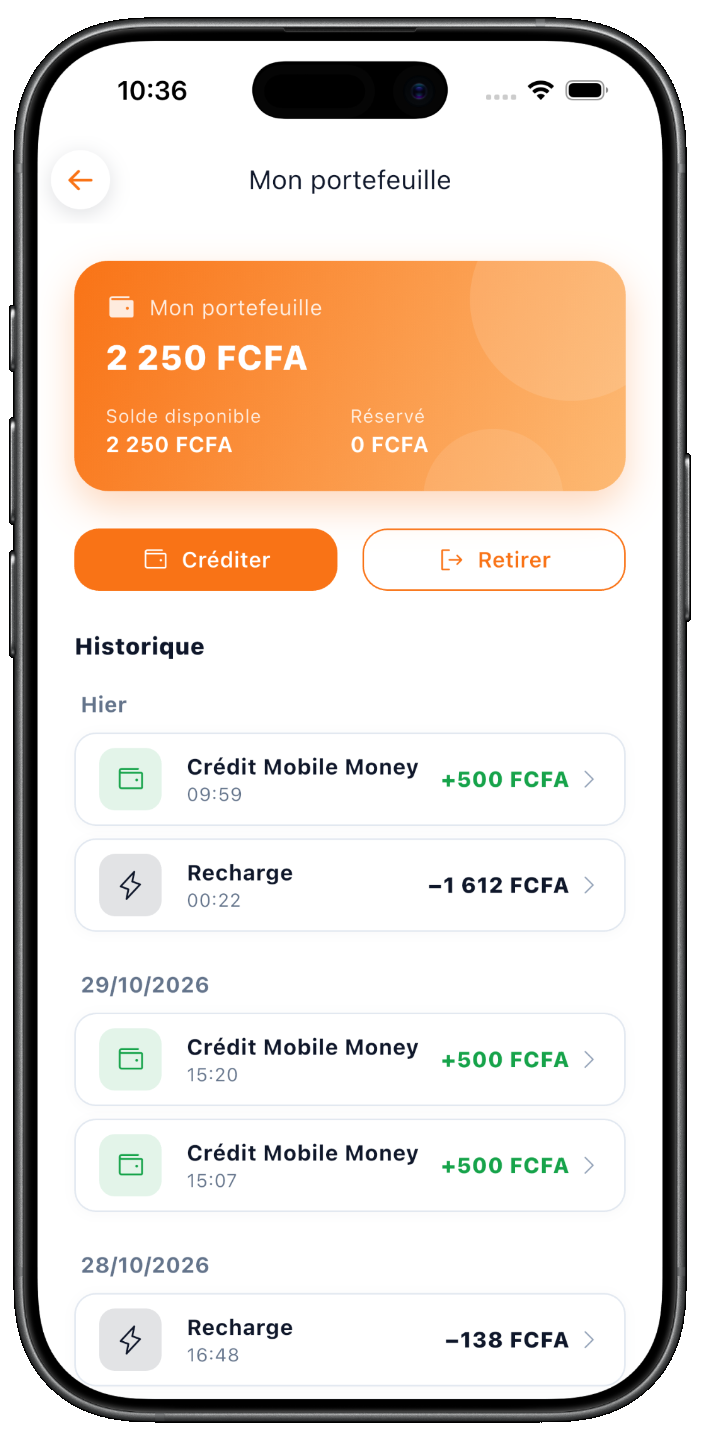 10:36
Mon portefeuille
Mon portefeuille
2 250 FCFA
Solde disponible Réservé
2 250 FCFA 0 FCFA
Créditer Retirer
Historique
Hier
Crédit Mobile Money +500 FCFA
09:59
Recharge −1 612 FCFA
00:22
29/10/2026
Crédit Mobile Money +500 FCFA
15:20
Crédit Mobile Money +500 FCFA
15:07
28/10/2026
Recharge −138 FCFA
16:48